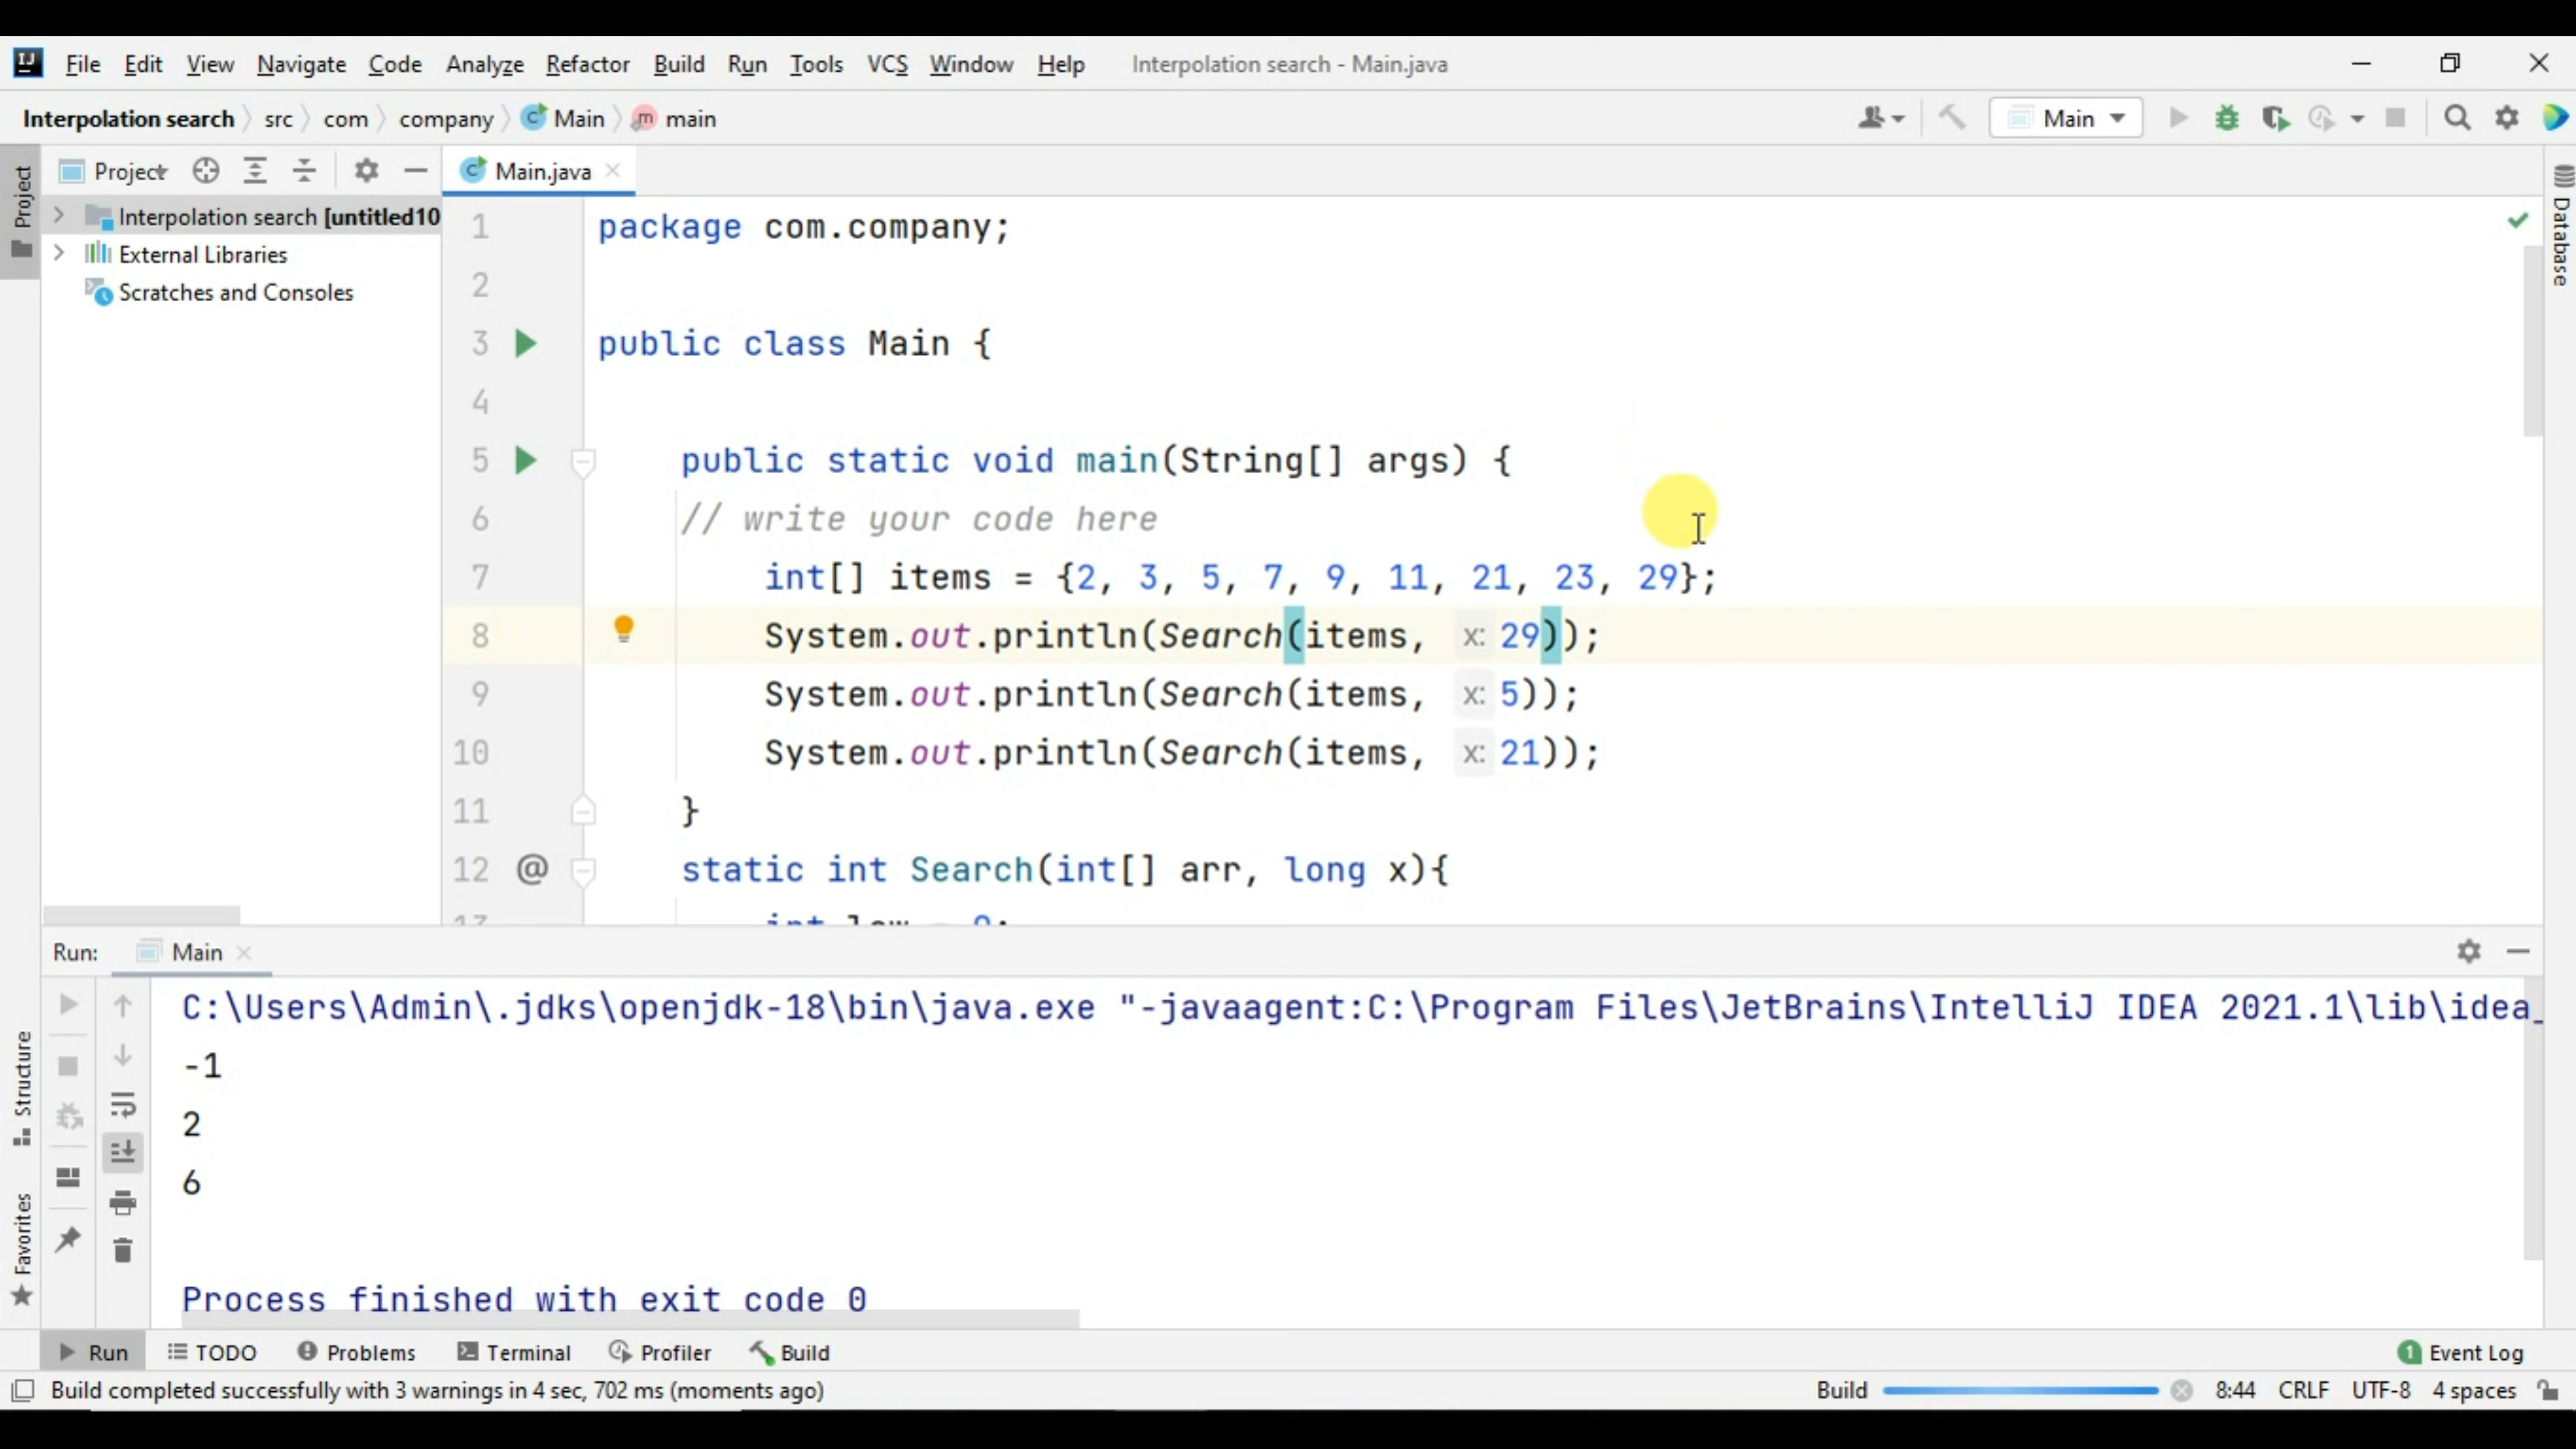 File Edit View Navigate Code Analyze Refactor Build Run Tools VCS Window Help Interpolation search - Main.java
Interpolation search src com company Main main
Main
Project
Main.java
Project
Interpolation search [untitled10
External Libraries
Scratches and Consoles
Database
1 package com.company;
2
3 public class Main {
4
5 public static void main(String[] args) {
6 // write your code here
7 int[] items = {2, 3, 5, 7, 9, 11, 21, 23, 29};
8 System.out.println(Search(items, x: 29));
9 System.out.println(Search(items, x: 5));
10 System.out.println(Search(items, x: 21));
11 }
12 @ static int Search(int[] arr, long x){
Run: Main
C:\Users\Admin\.jdks\openjdk-18\bin\java.exe "-javaagent:C:\Program Files\JetBrains\IntelliJ IDEA 2021.1\lib\idea_
-1
2
6
Process finished with exit code 0
Structure
Favorites
Run TODO Problems Terminal Profiler Build 1 Event Log
Build completed successfully with 3 warnings in 4 sec, 702 ms (moments ago) Build 8:44 CRLF UTF-8 4 spaces